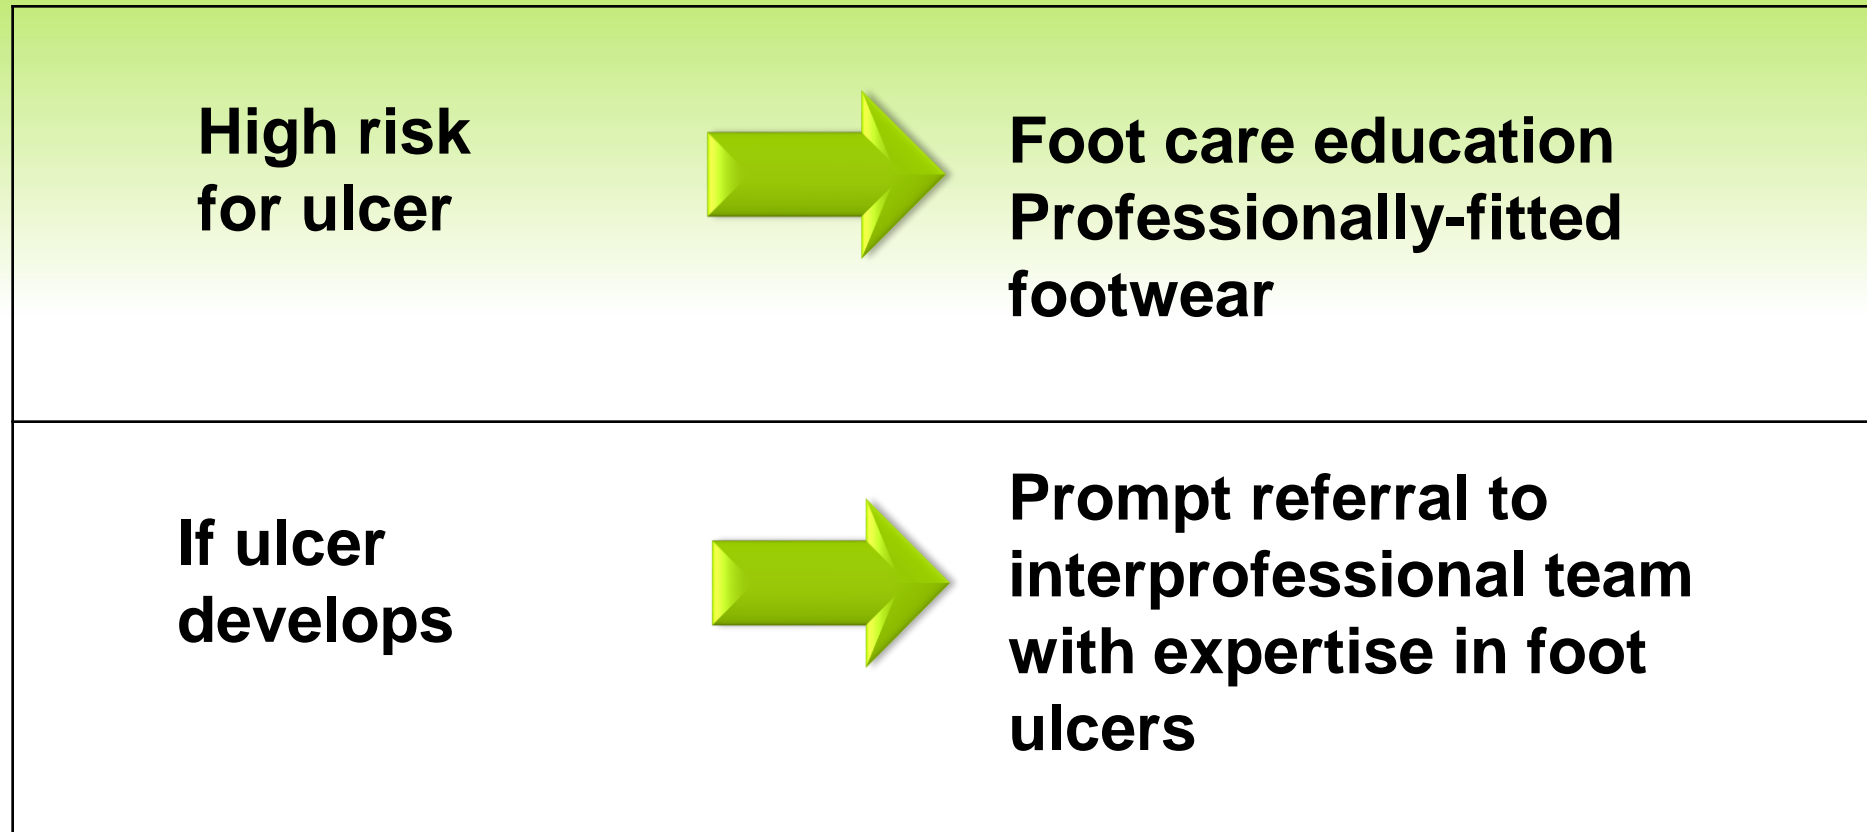 High risk
for ulcer
Foot care education
Professionally-fitted
footwear
If ulcer
develops
Prompt referral to
interprofessional team
with expertise in foot
ulcers